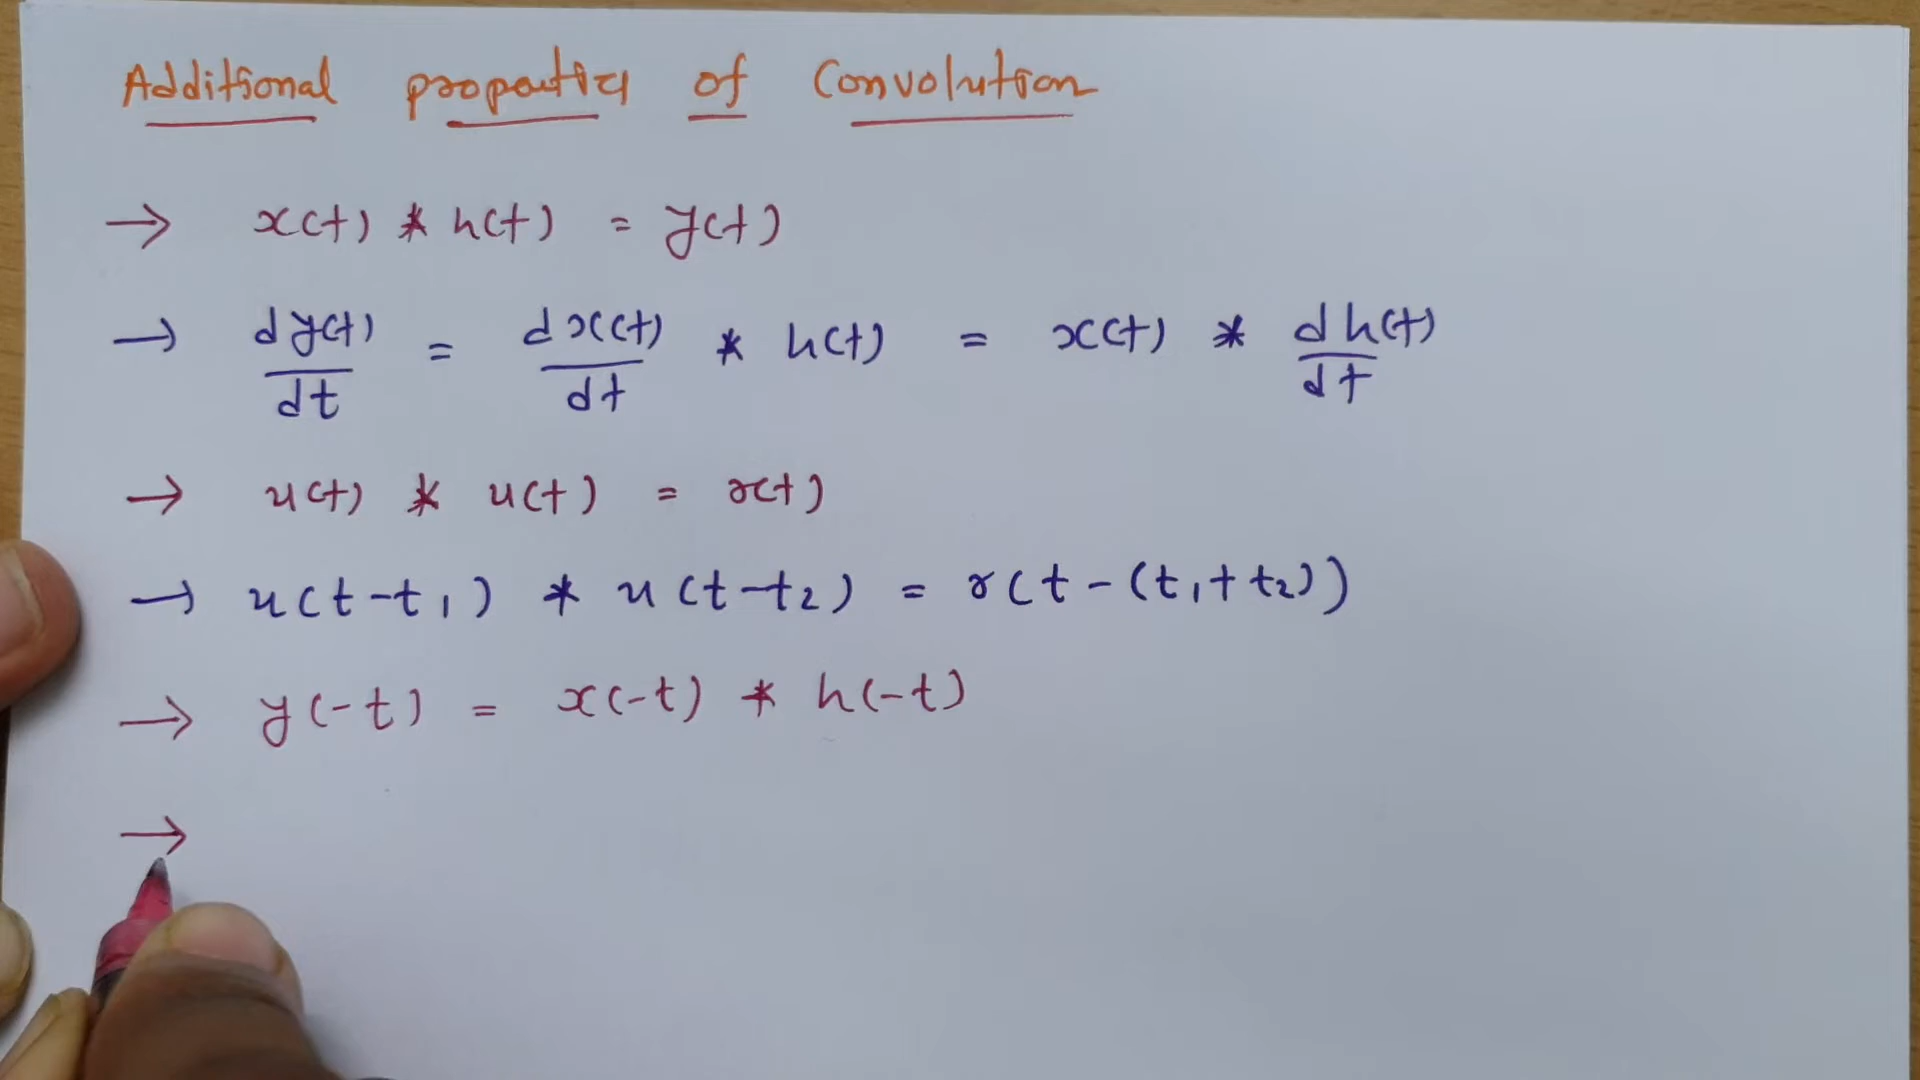 Additional properties of Convolution
→ x(t) * h(t) = y(t)
→ dy(t)/dt = dx(t)/dt * h(t) = x(t) * dh(t)/dt
→ u(t) * u(t) = r(t)
→ u(t-t₁) * u(t-t₂) = r(t-(t₁+t₂))
→ y(-t) = x(-t) * h(-t)
→